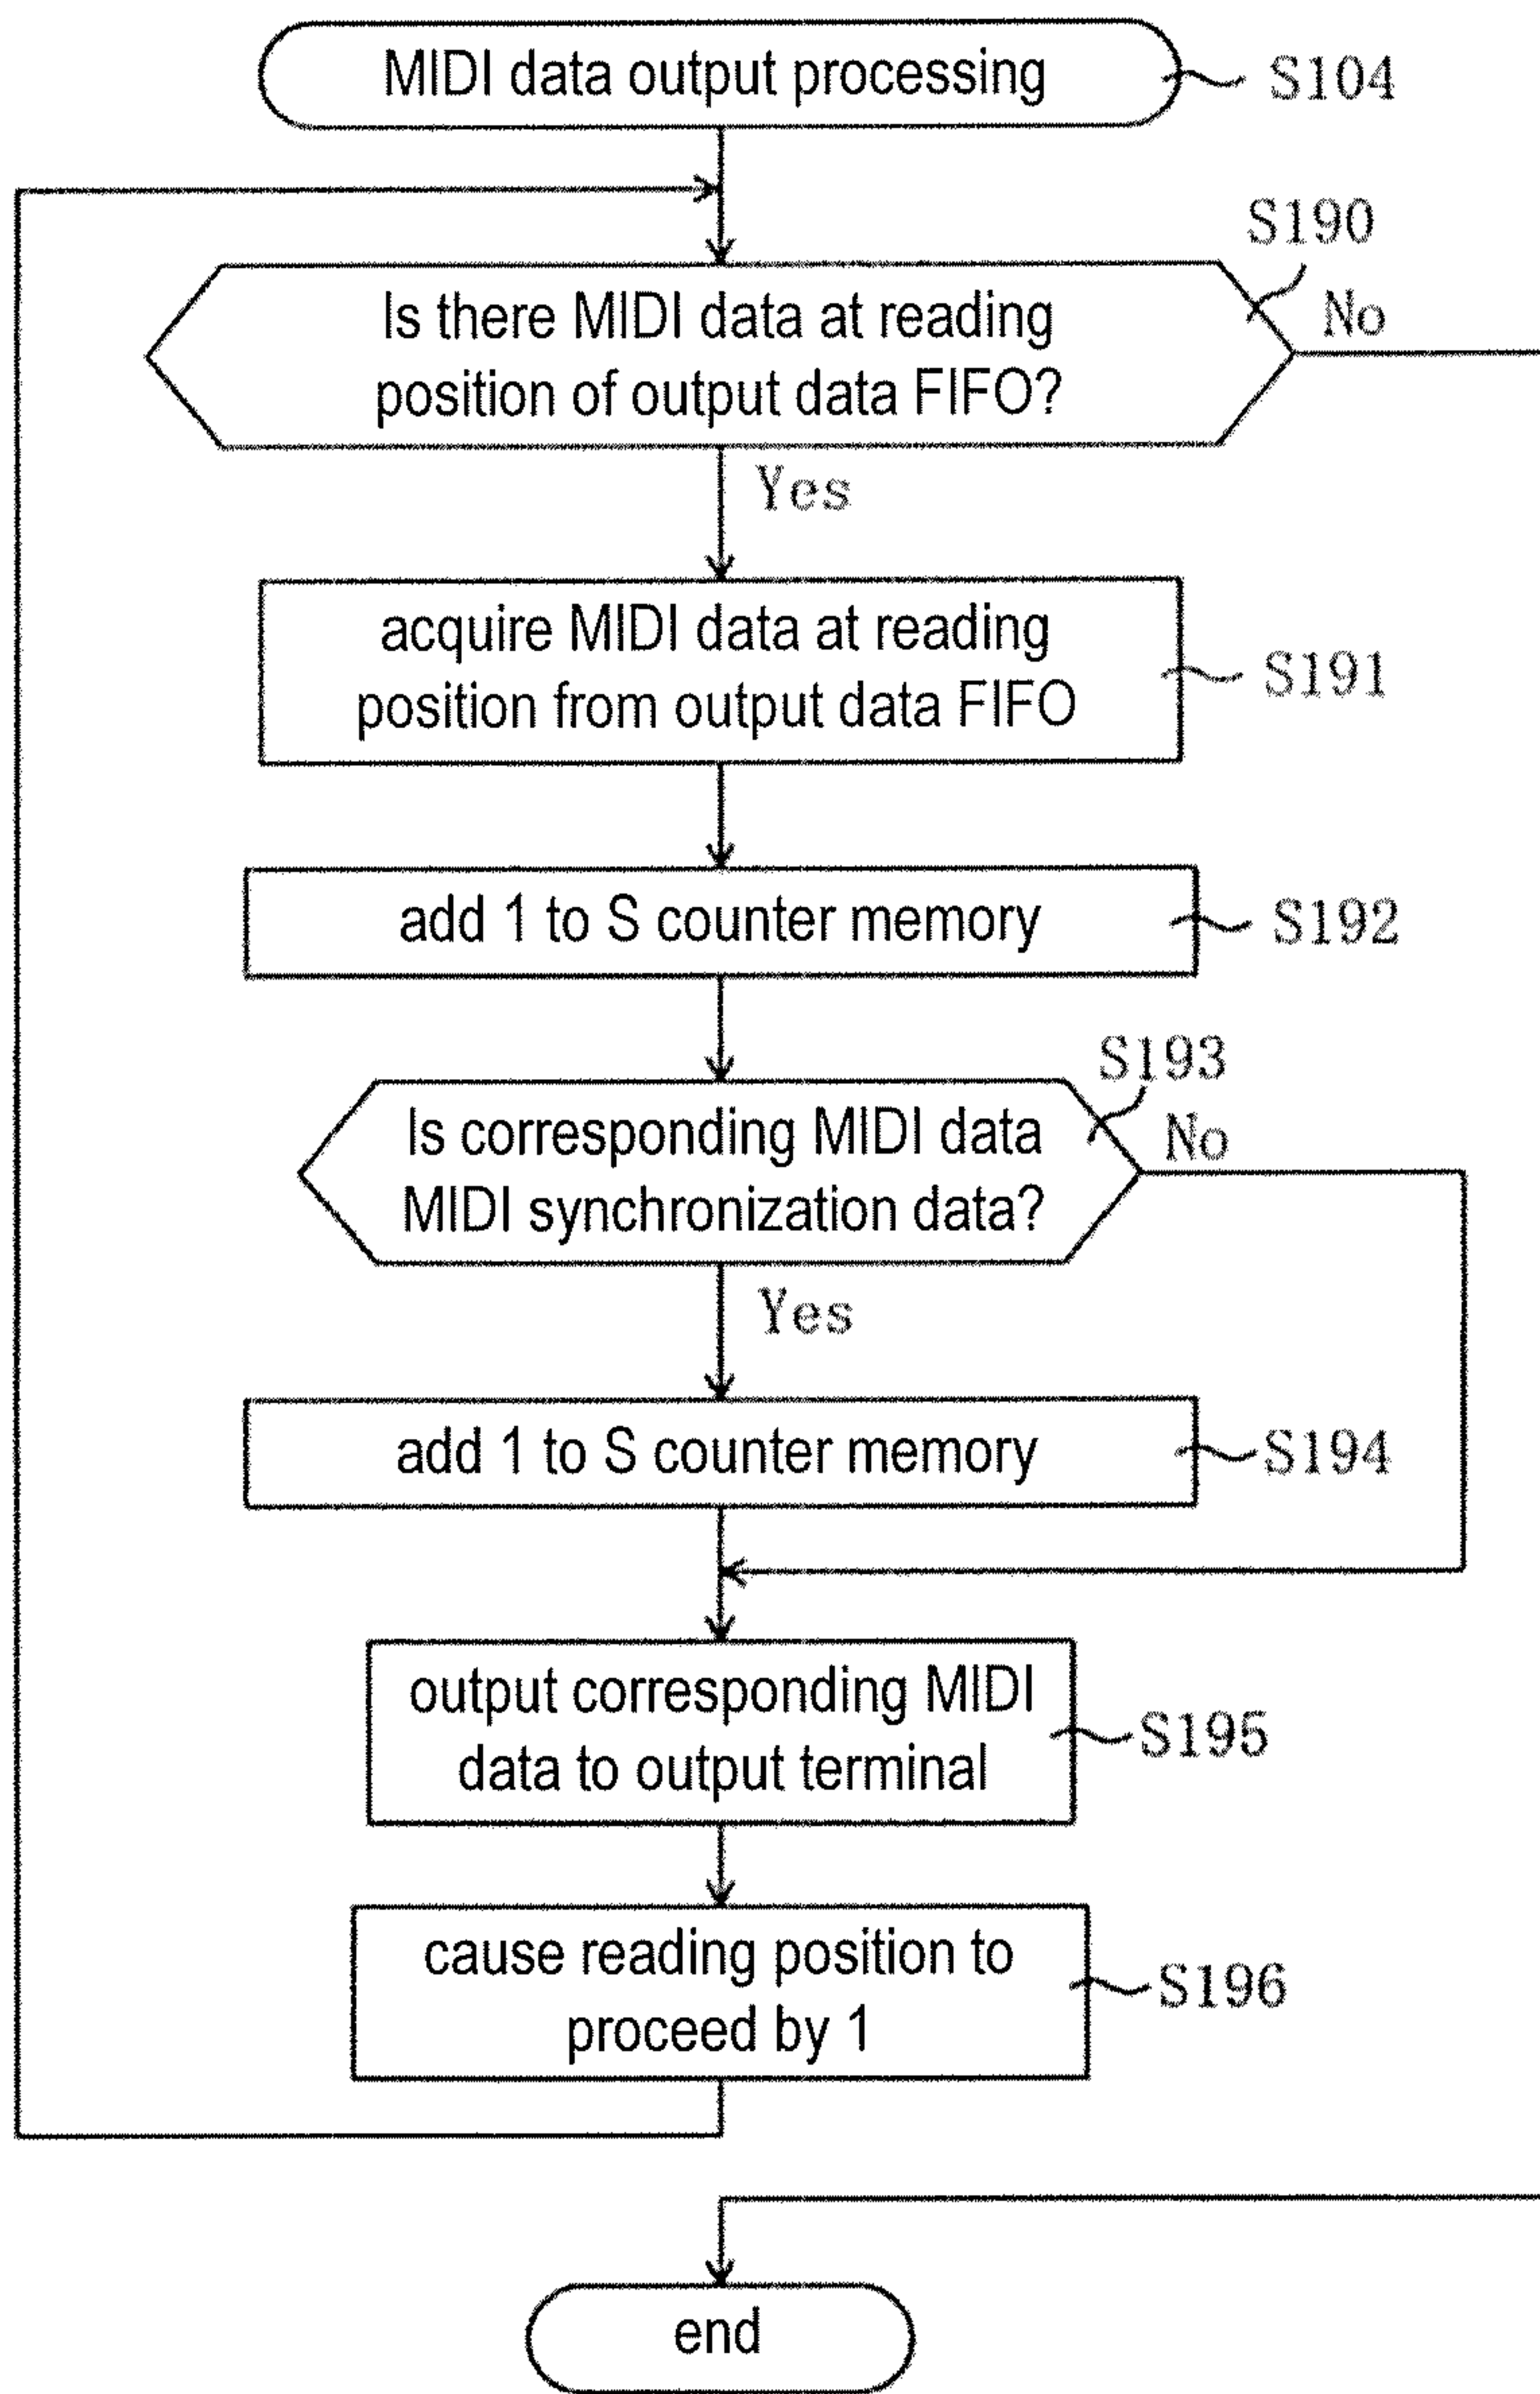 MIDI data output processing
S104
S190
Is there MIDI data at reading
No
position of output data FIFO?
Yes
acquire MIDI data at reading
position from output data FIFO
S191
add 1 to S counter memory
S192
S193
Is corresponding MIDI data
No
MIDI synchronization data?
Yes
add 1 to S counter memory
S194
output corresponding MIDI
data to output terminal
S195
cause reading position to
proceed by 1
S196
end